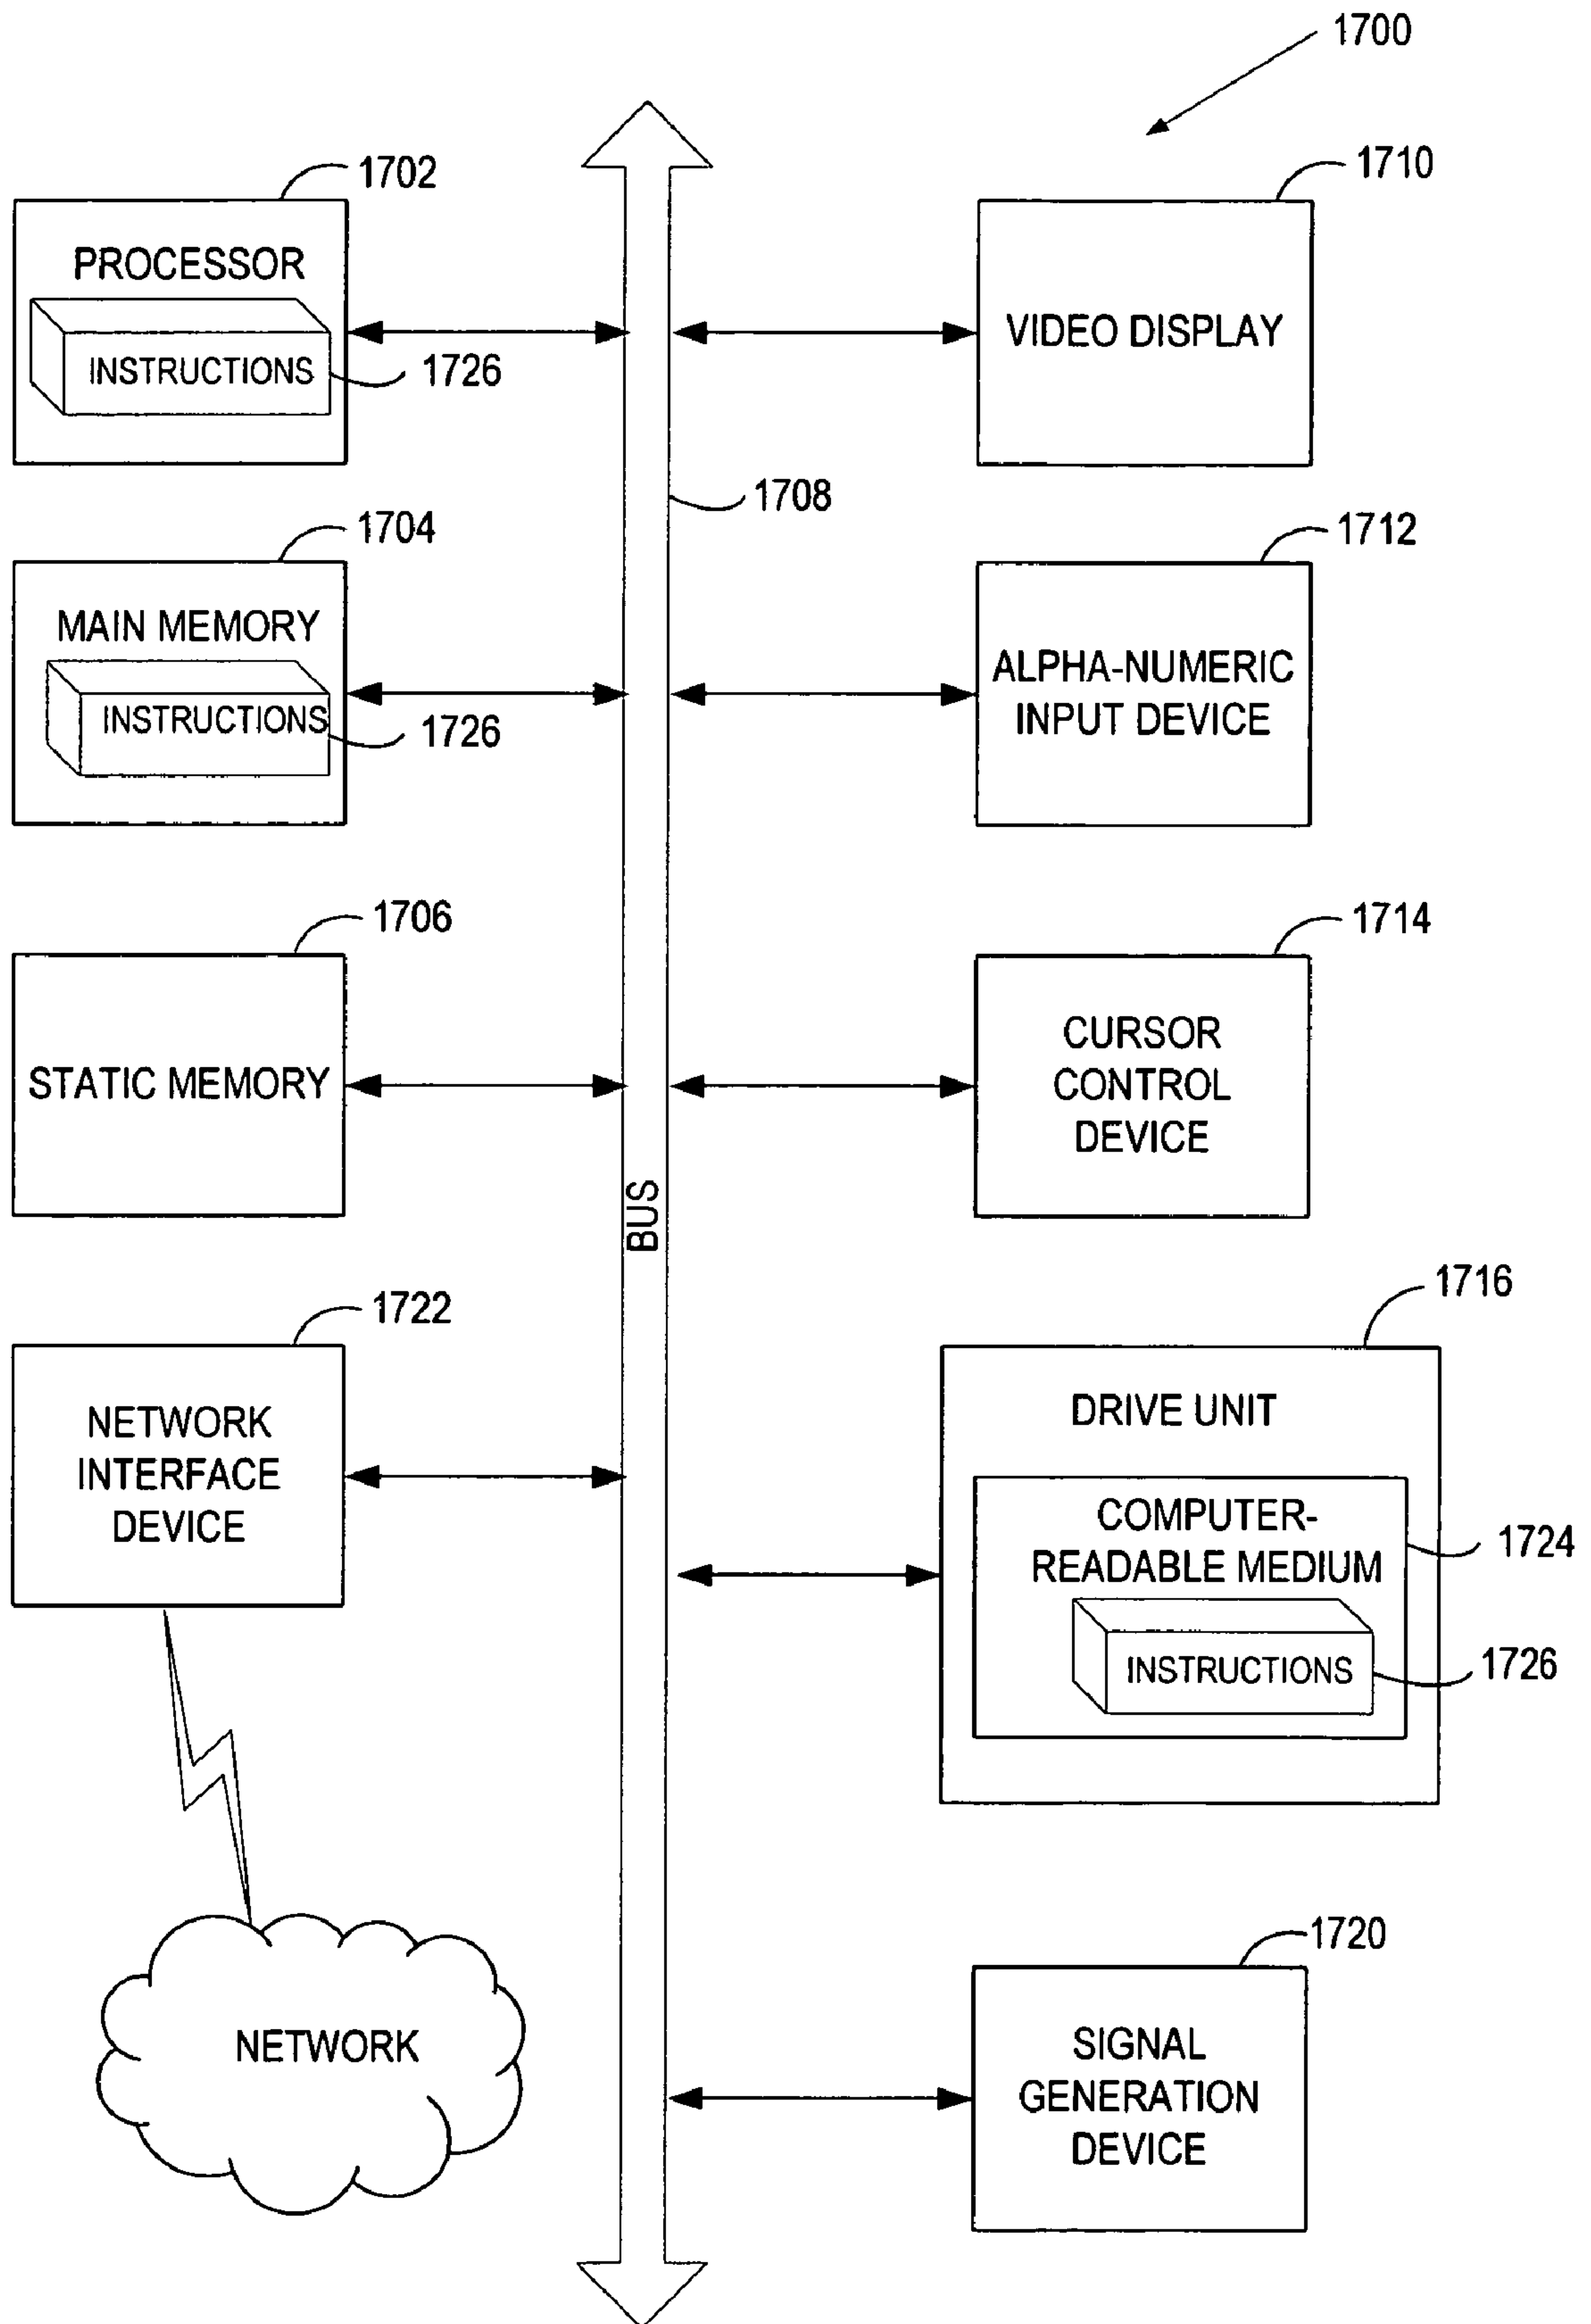 1700
1702
PROCESSOR
INSTRUCTIONS
1726
1710
VIDEO DISPLAY
1708
1704
MAIN MEMORY
INSTRUCTIONS
1726
1712
ALPHA-NUMERIC
INPUT DEVICE
1706
STATIC MEMORY
1714
CURSOR
CONTROL
DEVICE
BUS
1722
NETWORK
INTERFACE
DEVICE
1716
DRIVE UNIT
COMPUTER-
READABLE MEDIUM
1724
INSTRUCTIONS
1726
NETWORK
1720
SIGNAL
GENERATION
DEVICE